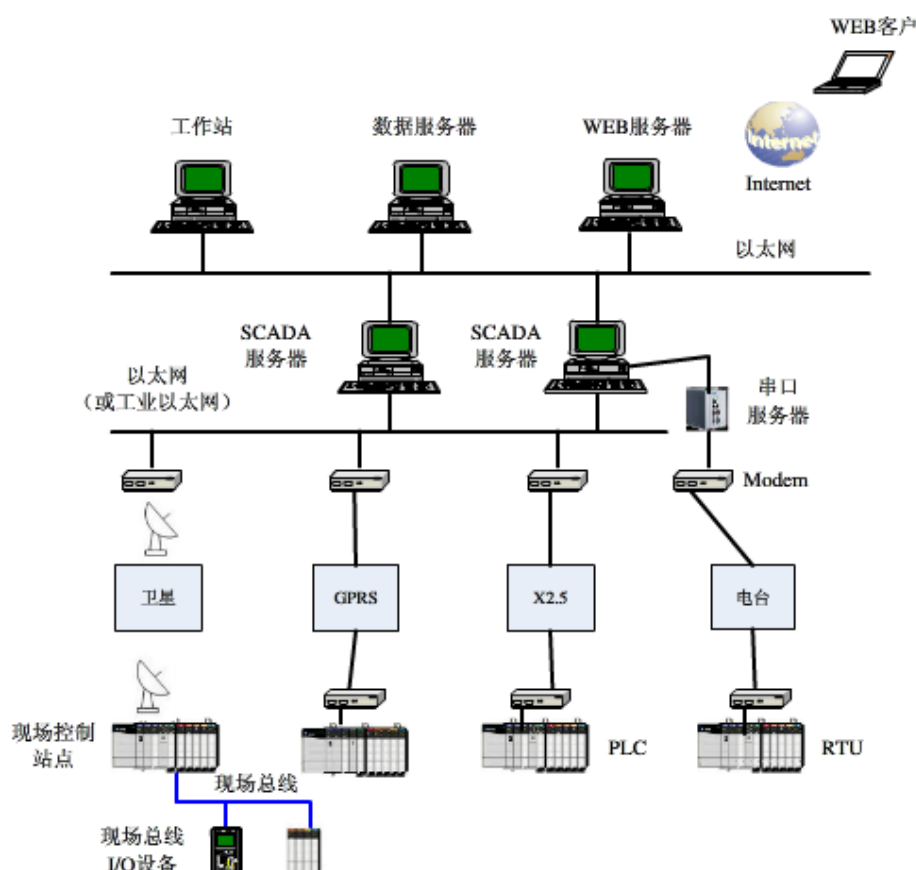 WEB客户
工作站
数据服务器
WEB服务器
Internet
Internet
以太网
SCADA
服务器
SCADA
服务器
以太网
（或工业以太网）
串口
服务器
Modem
卫星
GPRS
X2.5
电台
现场控制
站点
PLC
RTU
现场总线
现场总线
I/O设备